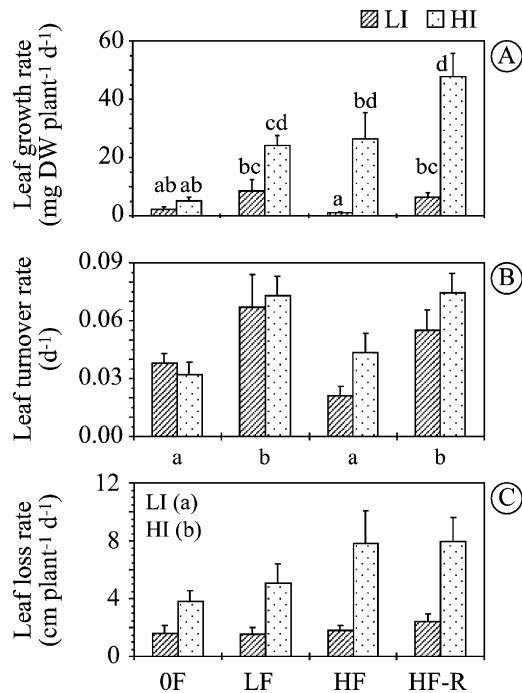 LI HI
A
Leaf growth rate
(mg DW plant-1 d-1)
60
40
20
0
ab ab
bc
cd
a
bd
bc
d
B
Leaf turnover rate
(d-1)
0.09
0.06
0.03
0.00
a b a b
C
Leaf loss rate
(cm plant-1 d-1)
12
8
4
0
LI (a)
HI (b)
0F LF HF HF-R